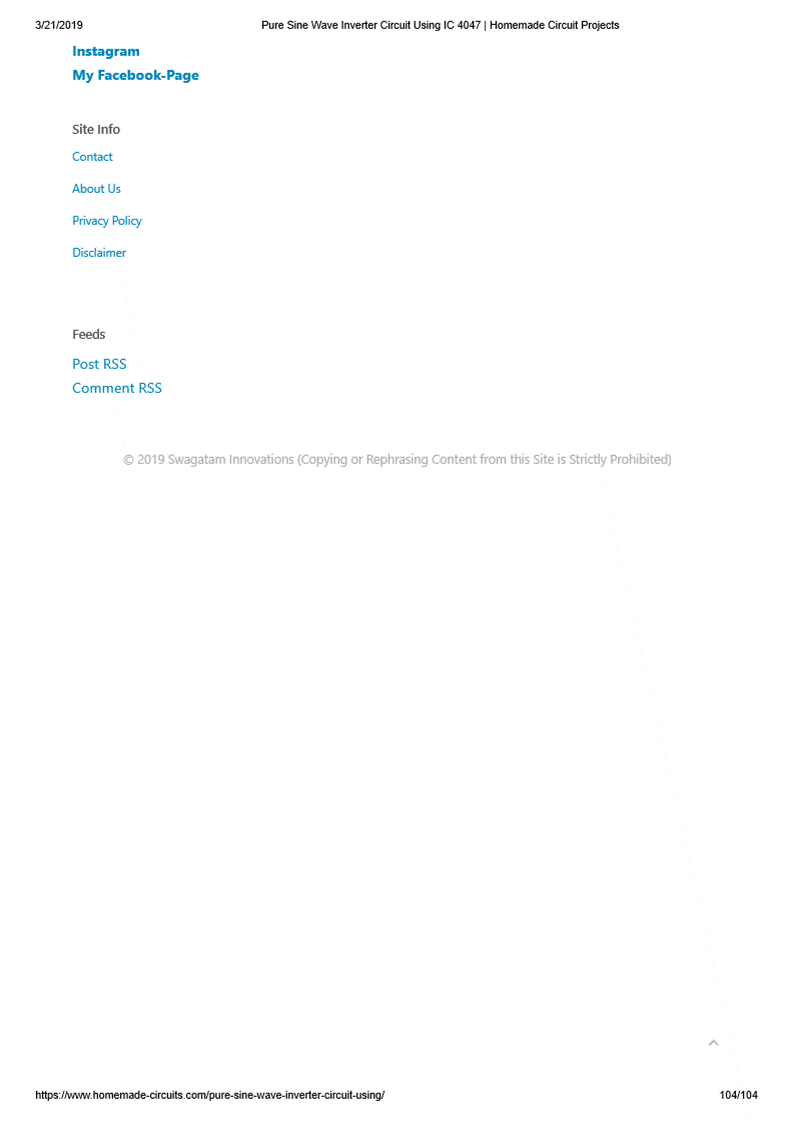 3/21/2019 Pure Sine Wave Inverter Circuit Using IC 4047 | Homemade Circuit Projects
Instagram
My Facebook-Page
Site Info
Contact
About Us
Privacy Policy
Disclaimer
Feeds
Post RSS
Comment RSS
© 2019 Swagatam Innovations (Copying or Rephrasing Content from this Site is Strictly Prohibited)
https://www.homemade-circuits.com/pure-sine-wave-inverter-circuit-using/ 104/104